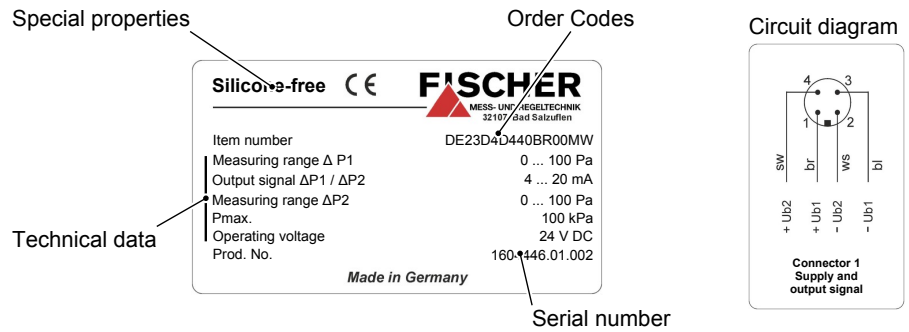 Special properties
Order Codes
Circuit diagram
Silicone-free CE FISCHER
MESS- UND REGELTECHNIK
32107 Bad Salzuflen
Item number DE23D4D440BR00MW
Measuring range Δ P1 0 ... 100 Pa
Output signal ΔP1 / ΔP2 4 ... 20 mA
Measuring range ΔP2 0 ... 100 Pa
Pmax. 100 kPa
Operating voltage 24 V DC
Prod. No. 160446.01.002
Made in Germany
Technical data
Serial number
4 3
1 2
sw br ws bl
+ Ub2 + Ub1 - Ub2 - Ub1
Connector 1
Supply and
output signal